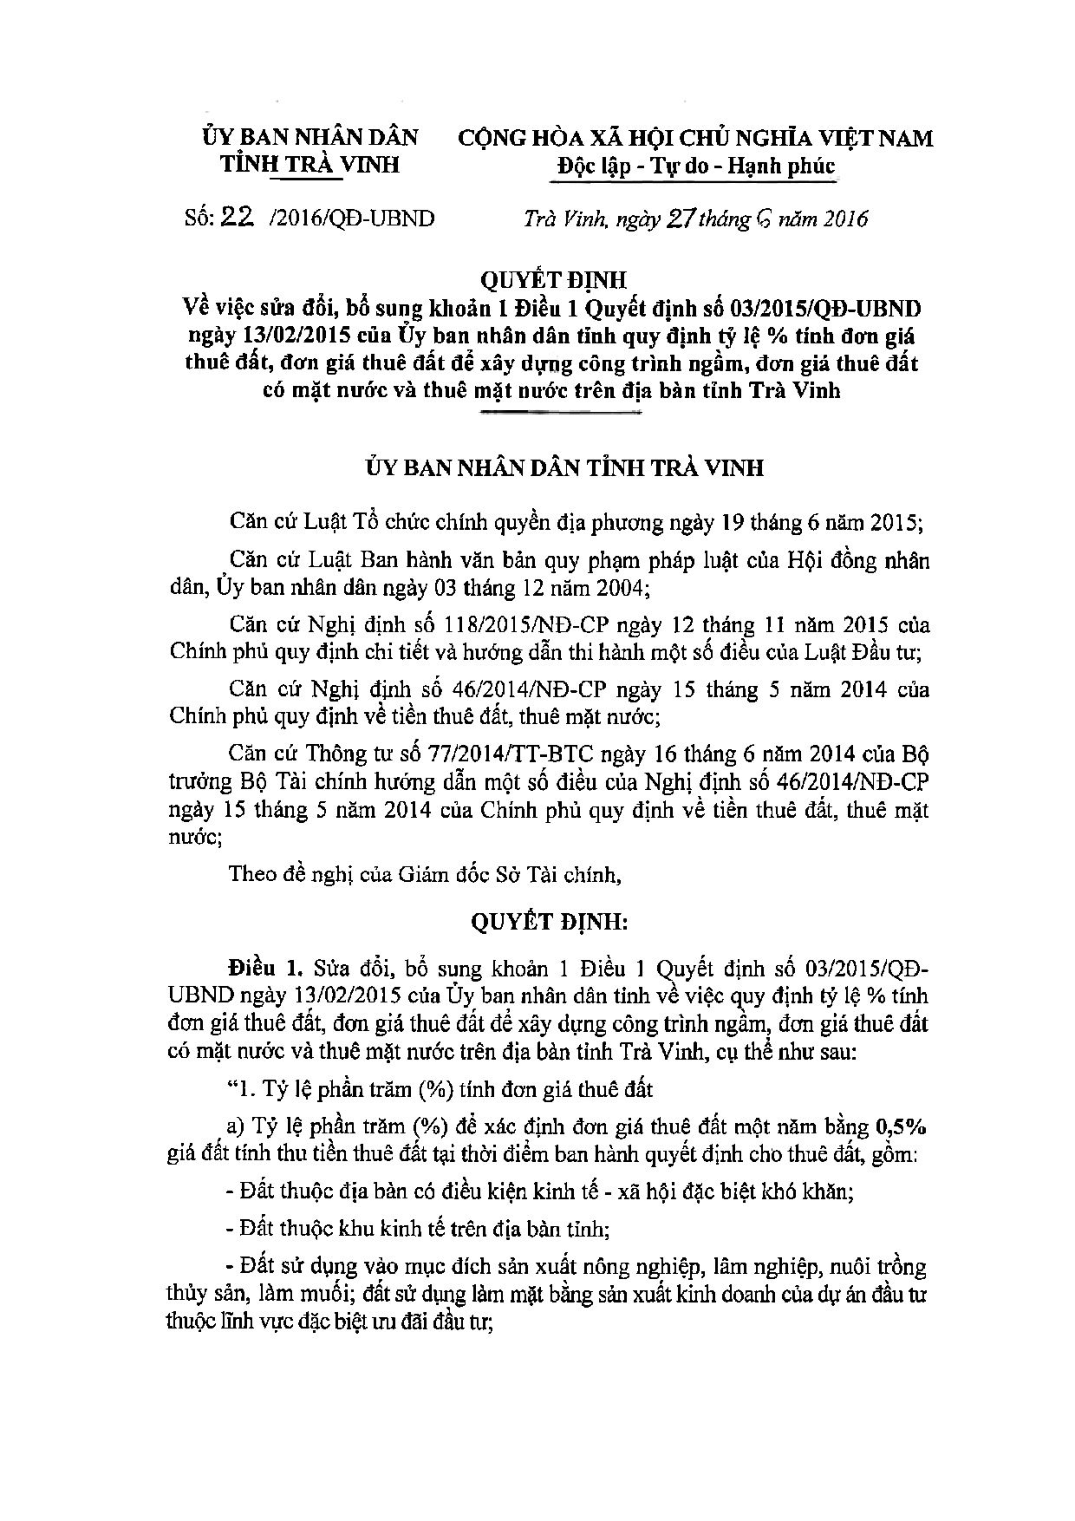 ỦY BAN NHÂN DÂN
TỈNH TRÀ VINH
CỘNG HÒA XÃ HỘI CHỦ NGHĨA VIỆT NAM
Độc lập - Tự do - Hạnh phúc
Số: 22 /2016/QĐ-UBND
Trà Vinh, ngày 27 tháng 6 năm 2016
QUYẾT ĐỊNH
Về việc sửa đổi, bổ sung khoản 1 Điều 1 Quyết định số 03/2015/QĐ-UBND
ngày 13/02/2015 của Ủy ban nhân dân tỉnh quy định tỷ lệ % tính đơn giá
thuê đất, đơn giá thuê đất để xây dựng công trình ngầm, đơn giá thuê đất
có mặt nước và thuê mặt nước trên địa bàn tỉnh Trà Vinh
ỦY BAN NHÂN DÂN TỈNH TRÀ VINH
Căn cứ Luật Tổ chức chính quyền địa phương ngày 19 tháng 6 năm 2015;
Căn cứ Luật Ban hành văn bản quy phạm pháp luật của Hội đồng nhân
dân, Ủy ban nhân dân ngày 03 tháng 12 năm 2004;
Căn cứ Nghị định số 118/2015/NĐ-CP ngày 12 tháng 11 năm 2015 của
Chính phủ quy định chi tiết và hướng dẫn thi hành một số điều của Luật Đầu tư;
Căn cứ Nghị định số 46/2014/NĐ-CP ngày 15 tháng 5 năm 2014 của
Chính phủ quy định về tiền thuê đất, thuê mặt nước;
Căn cứ Thông tư số 77/2014/TT-BTC ngày 16 tháng 6 năm 2014 của Bộ
trưởng Bộ Tài chính hướng dẫn một số điều của Nghị định số 46/2014/NĐ-CP
ngày 15 tháng 5 năm 2014 của Chính phủ quy định về tiền thuê đất, thuê mặt
nước;
Theo đề nghị của Giám đốc Sở Tài chính,
QUYẾT ĐỊNH:
Điều 1. Sửa đổi, bổ sung khoản 1 Điều 1 Quyết định số 03/2015/QĐ-
UBND ngày 13/02/2015 của Ủy ban nhân dân tỉnh về việc quy định tỷ lệ % tính
đơn giá thuê đất, đơn giá thuê đất để xây dựng công trình ngầm, đơn giá thuê đất
có mặt nước và thuê mặt nước trên địa bàn tỉnh Trà Vinh, cụ thể như sau:
“1. Tỷ lệ phần trăm (%) tính đơn giá thuê đất
a) Tỷ lệ phần trăm (%) để xác định đơn giá thuê đất một năm bằng 0,5%
giá đất tính thu tiền thuê đất tại thời điểm ban hành quyết định cho thuê đất, gồm:
- Đất thuộc địa bàn có điều kiện kinh tế - xã hội đặc biệt khó khăn;
- Đất thuộc khu kinh tế trên địa bàn tỉnh;
- Đất sử dụng vào mục đích sản xuất nông nghiệp, lâm nghiệp, nuôi trồng
thủy sản, làm muối; đất sử dụng làm mặt bằng sản xuất kinh doanh của dự án đầu tư
thuộc lĩnh vực đặc biệt ưu đãi đầu tư;